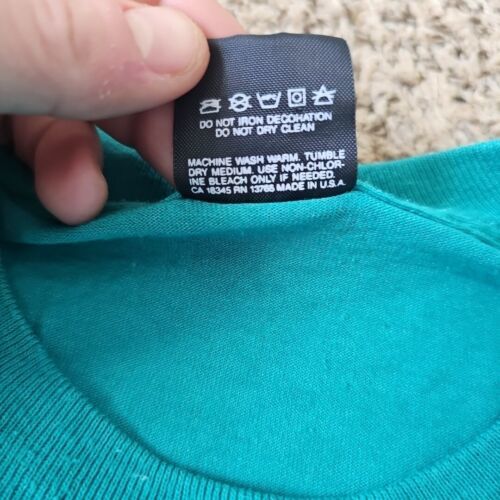 DO NOT IRON DECORATION
DO NOT DRY CLEAN
MACHINE WASH WARM. TUMBLE
DRY MEDIUM. USE NON-CHLOR-
INE BLEACH ONLY IF NEEDED.
CA 18345 RN 13765 MADE IN U.S.A.